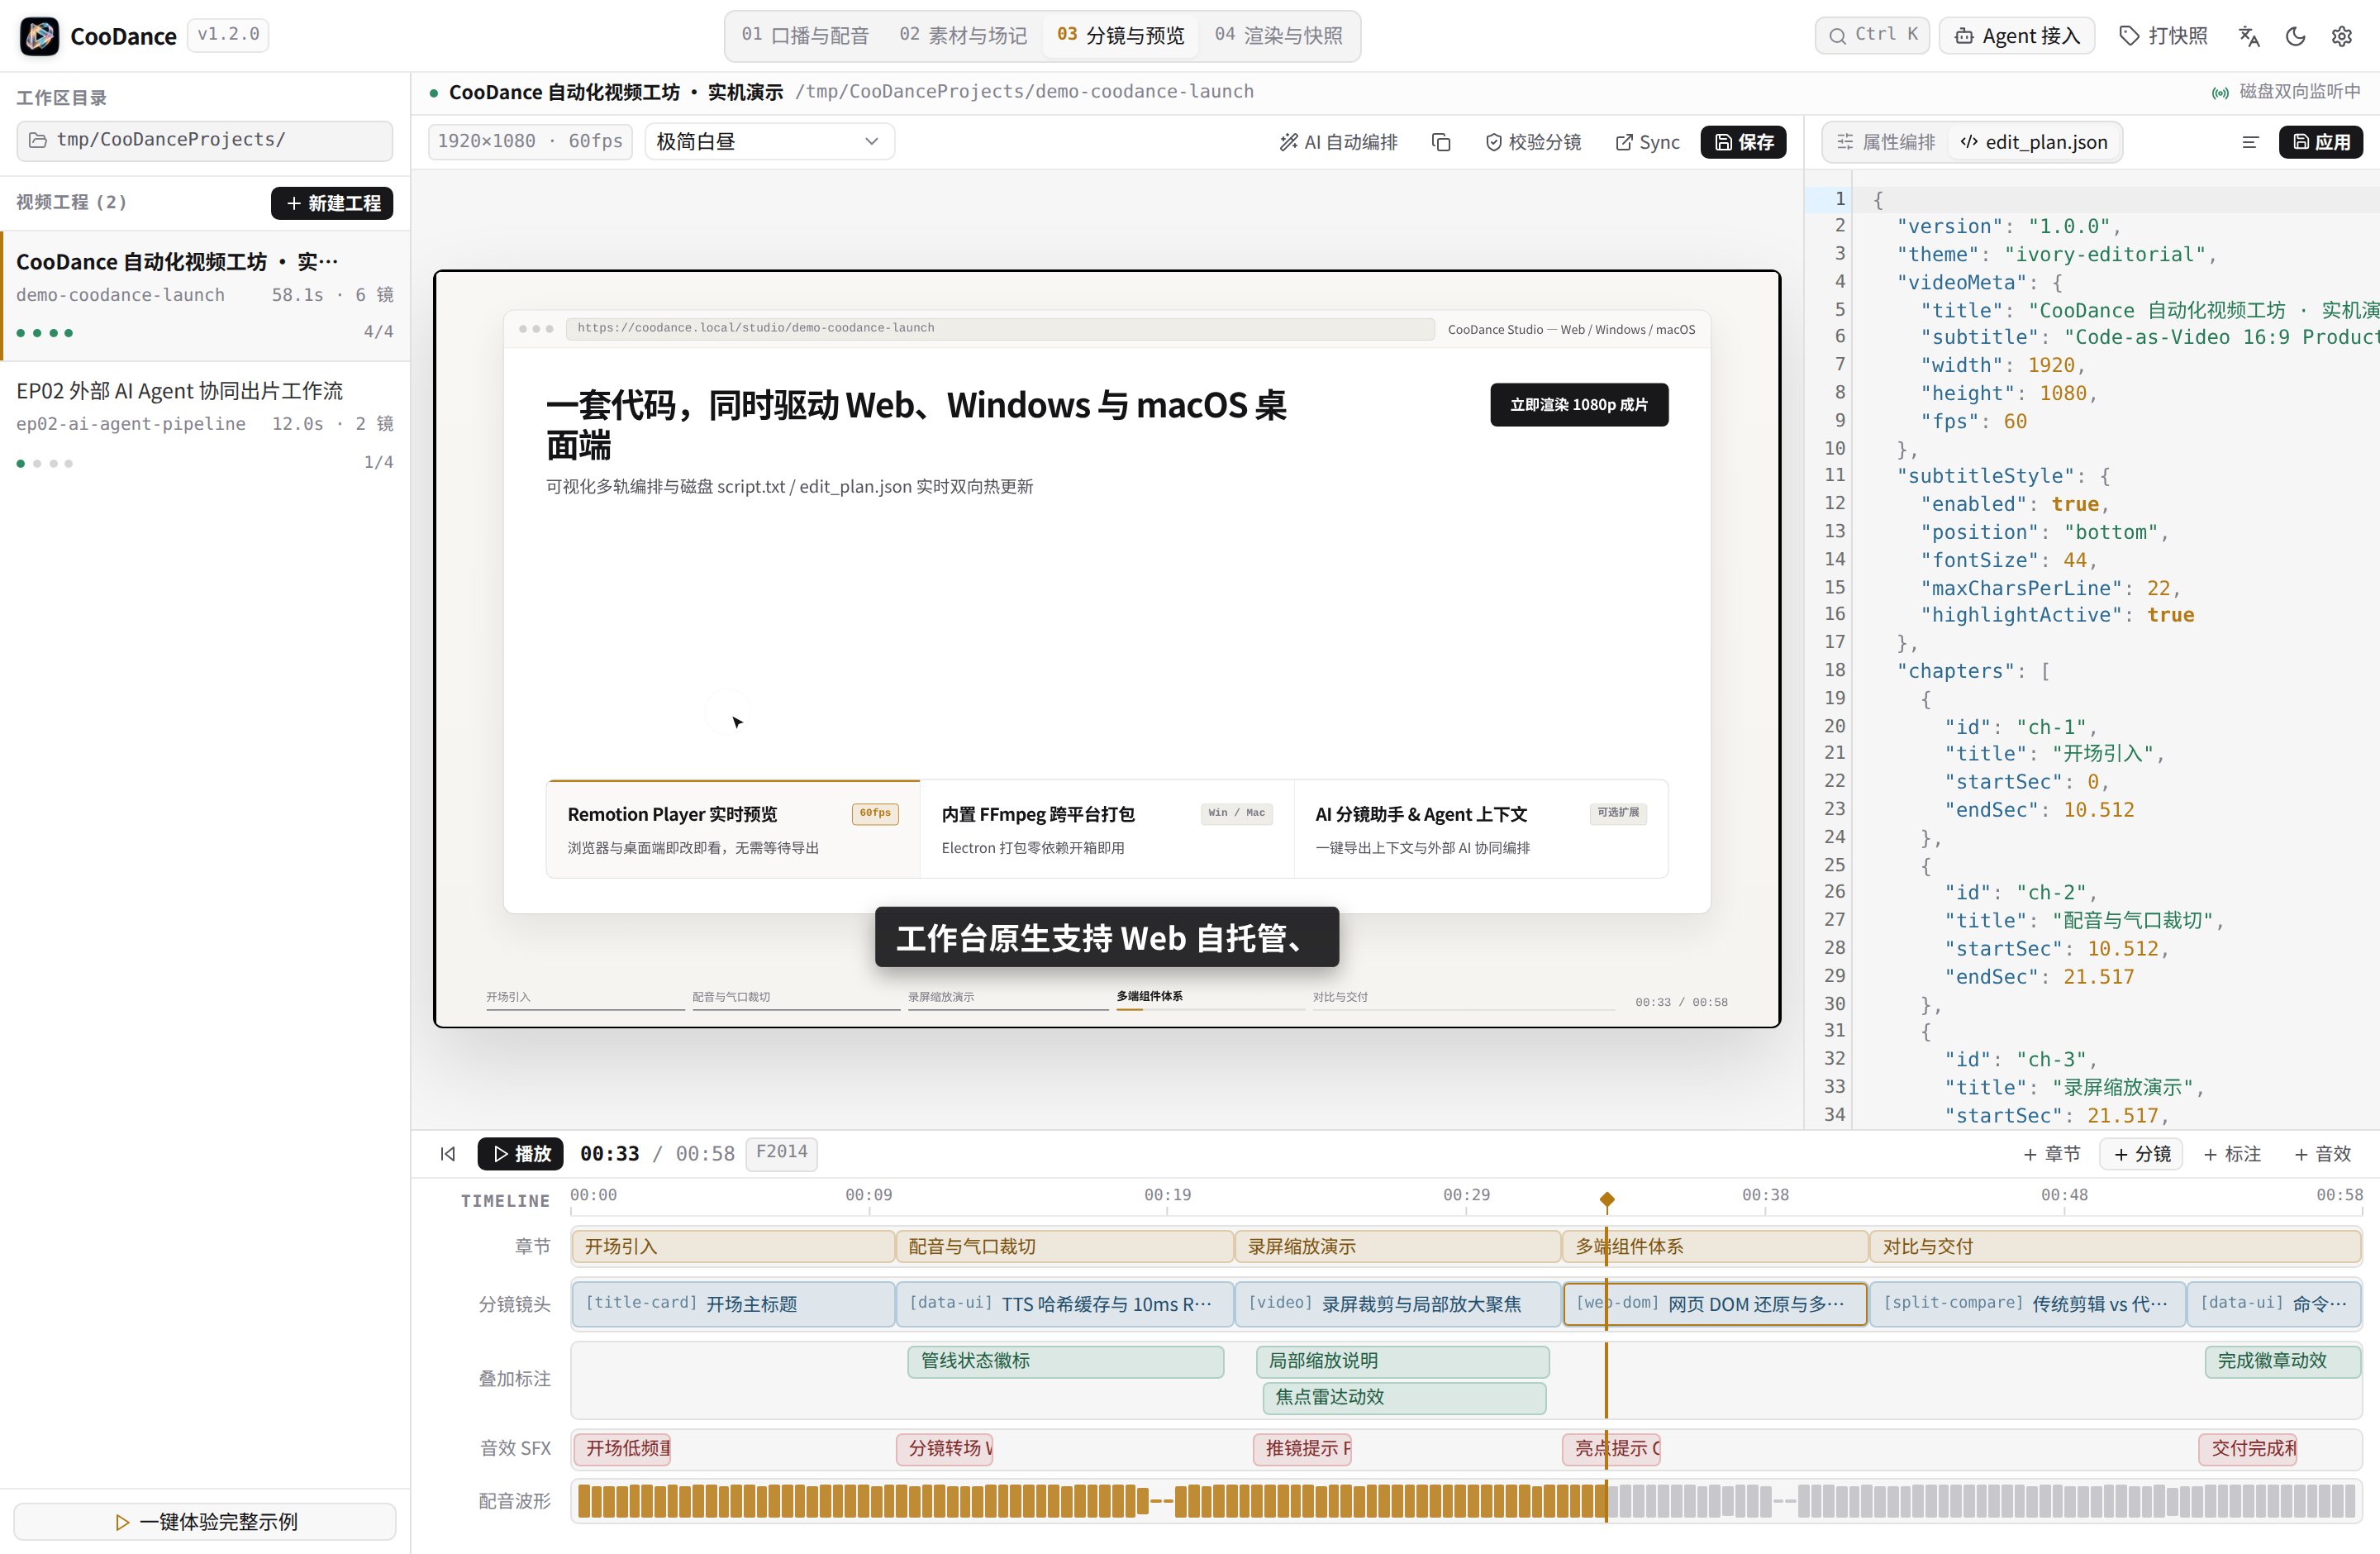 CooDance v1.2.0
01 口播与配音 02 素材与场记 03 分镜与预览 04 渲染与快照
Ctrl K Agent 接入 打快照
工作区目录
tmp/CooDanceProjects/
视频工程 (2) 新建工程
CooDance 自动化视频工坊 · 实…
demo-coodance-launch 58.1s · 6 镜
4/4
EP02 外部 AI Agent 协同出片工作流
ep02-ai-agent-pipeline 12.0s · 2 镜
1/4
一键体验完整示例
CooDance 自动化视频工坊 · 实机演示 /tmp/CooDanceProjects/demo-coodance-launch 磁盘双向监听中
1920×1080 · 60fps 极简白昼 AI 自动编排 校验分镜 Sync 保存
https://coodance.local/studio/demo-coodance-launch CooDance Studio — Web / Windows / macOS
一套代码，同时驱动 Web、Windows 与 macOS 桌
面端
立即渲染 1080p 成片
可视化多轨编排与磁盘 script.txt / edit_plan.json 实时双向热更新
Remotion Player 实时预览 60fps
浏览器与桌面端即改即看，无需等待导出
内置 FFmpeg 跨平台打包 Win / Mac
Electron 打包零依赖开箱即用
AI 分镜助手 & Agent 上下文 可选扩展
一键导出上下文与外部 AI 协同编排
工作台原生支持 Web 自托管、
开场引入 配音与气口裁切 录屏缩放演示 多端组件体系 对比与交付 00:33 / 00:58
属性编排 edit_plan.json 应用
1 {
2 "version": "1.0.0",
3 "theme": "ivory-editorial",
4 "videoMeta": {
5 "title": "CooDance 自动化视频工坊 · 实机演
6 "subtitle": "Code-as-Video 16:9 Product
7 "width": 1920,
8 "height": 1080,
9 "fps": 60
10 },
11 "subtitleStyle": {
12 "enabled": true,
13 "position": "bottom",
14 "fontSize": 44,
15 "maxCharsPerLine": 22,
16 "highlightActive": true
17 },
18 "chapters": [
19 {
20 "id": "ch-1",
21 "title": "开场引入",
22 "startSec": 0,
23 "endSec": 10.512
24 },
25 {
26 "id": "ch-2",
27 "title": "配音与气口裁切",
28 "startSec": 10.512,
29 "endSec": 21.517
30 },
31 {
32 "id": "ch-3",
33 "title": "录屏缩放演示",
34 "startSec": 21.517,
播放 00:33 / 00:58 F2014 + 章节 + 分镜 + 标注 + 音效
TIMELINE 00:00 00:09 00:19 00:29 00:38 00:48 00:58
章节 开场引入 配音与气口裁切 录屏缩放演示 多端组件体系 对比与交付
分镜镜头 [title-card] 开场主标题 [data-ui] TTS 哈希缓存与 10ms R… [video] 录屏裁剪与局部放大聚焦 [web-dom] 网页 DOM 还原与多… [split-compare] 传统剪辑 vs 代… [data-ui] 命令…
叠加标注 管线状态徽标 局部缩放说明 完成徽章动效
焦点雷达动效
音效 SFX 开场低频 分镜转场 推镜提示 亮点提示 交付完成
配音波形